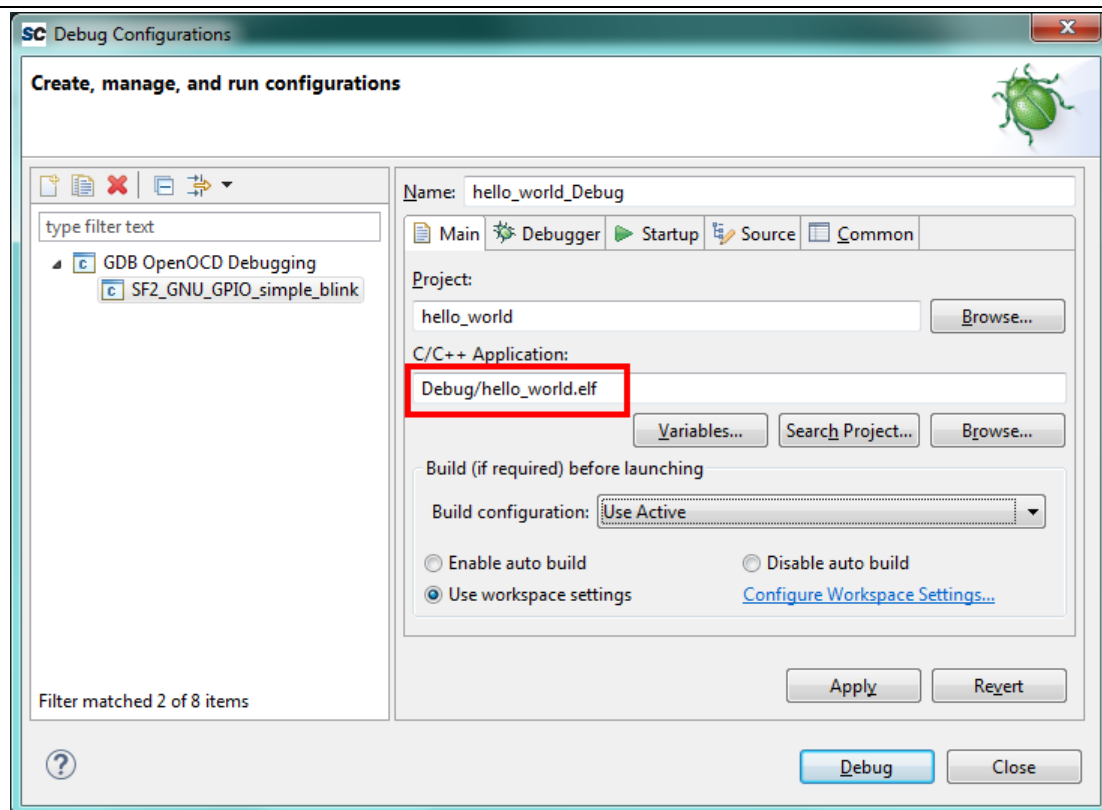 SC Debug Configurations
Create, manage, and run configurations
type filter text
GDB OpenOCD Debugging
SF2_GNU_GPIO_simple_blink
Filter matched 2 of 8 items
Name: hello_world_Debug
Main Debugger Startup Source Common
Project:
hello_world Browse...
C/C++ Application:
Debug/hello_world.elf
Variables... Search Project... Browse...
Build (if required) before launching
Build configuration: Use Active
Enable auto build Disable auto build
Use workspace settings Configure Workspace Settings...
Apply Revert
Debug Close